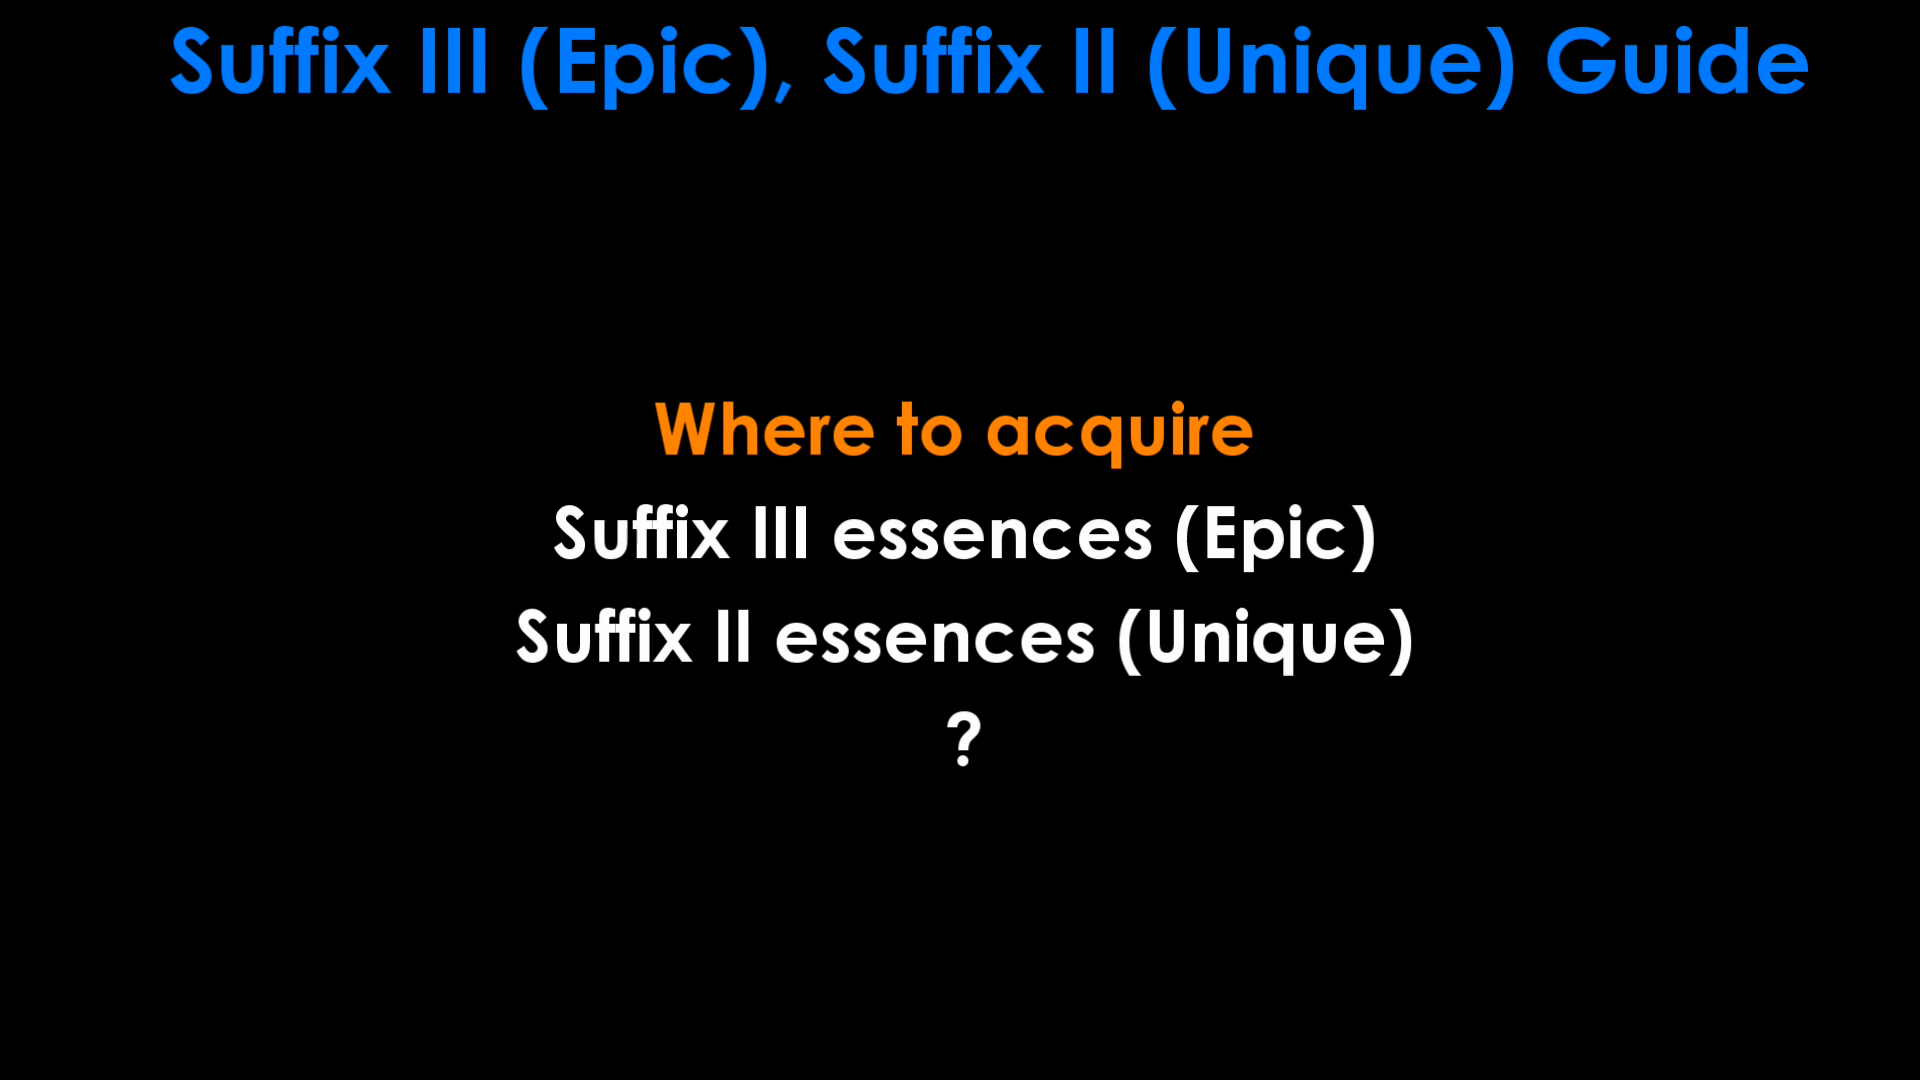 Suffix III (Epic), Suffix II (Unique) Guide
Where to acquire
Suffix III essences (Epic)
Suffix II essences (Unique)
?